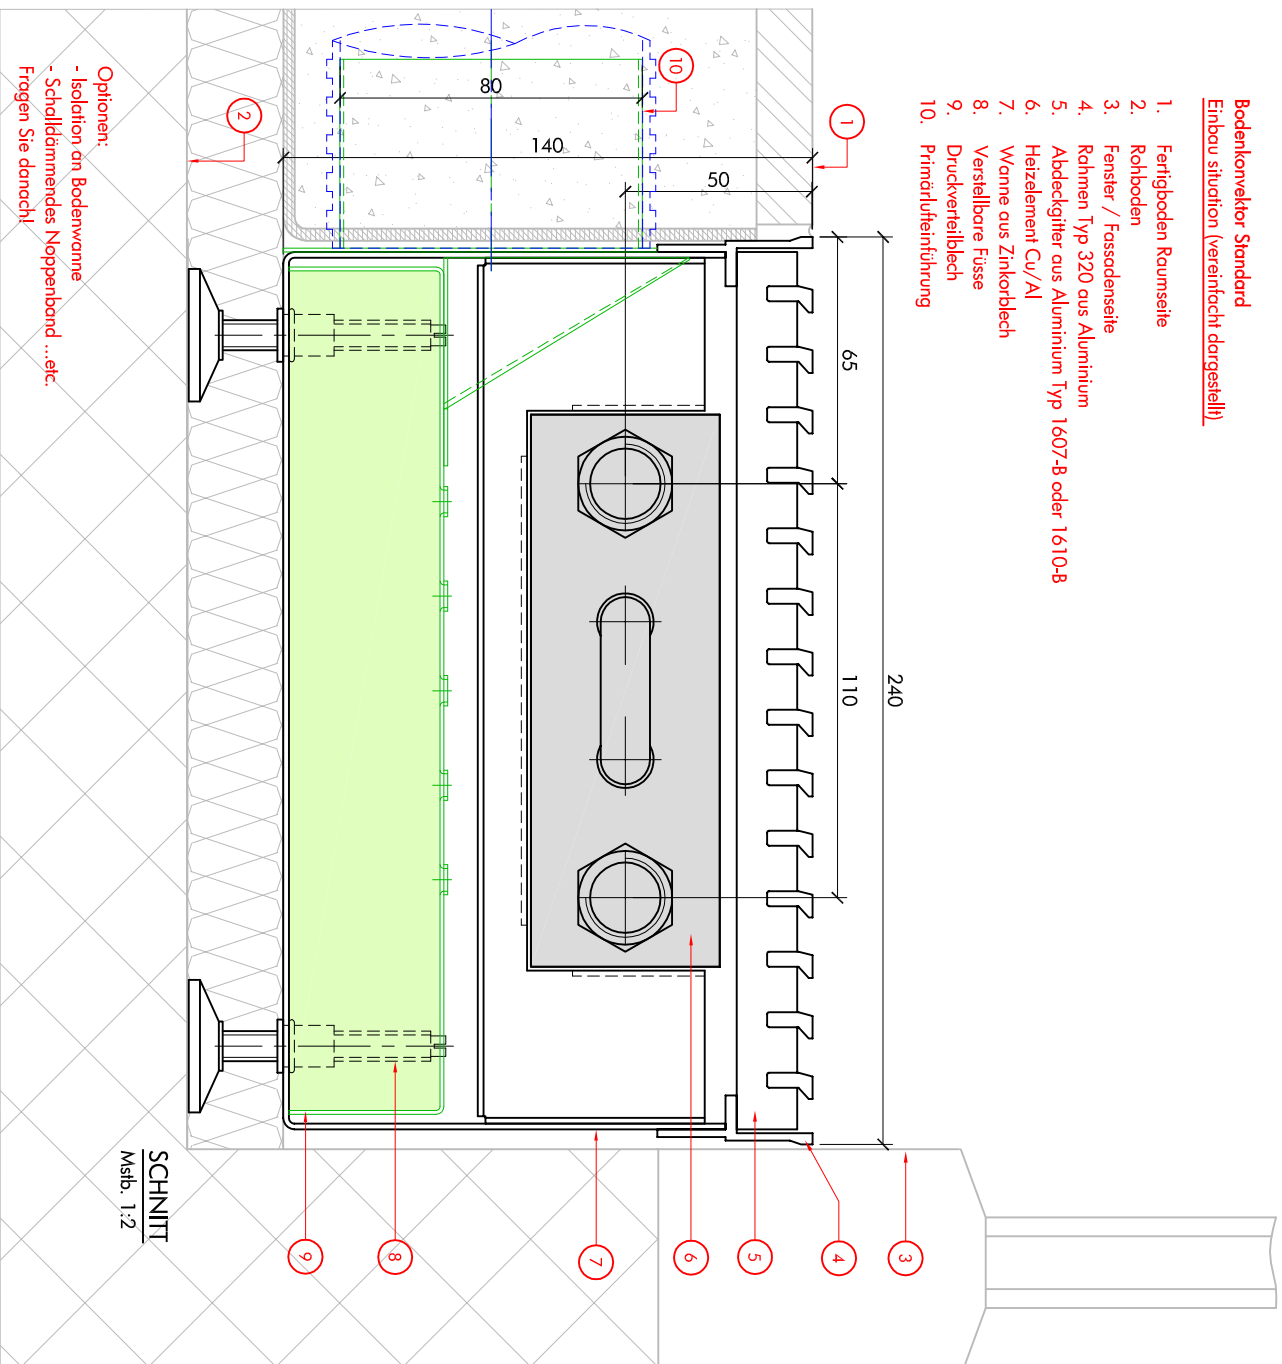 Bodenkonvektor Standard
Einbau situation (vereinfacht dargestellt)
1. Fertigboden Raumseite
2. Rohboden
3. Fenster / Fassadenseite
4. Rahmen Typ 320 aus Aluminium
5. Abdeckgitter aus Aluminium Typ 1607-B oder 1610-B
6. Heizelement Cu/Al
7. Wanne aus Zinkorblech
8. Verstellbare Füsse
9. Druckverteilblech
10. Primärlufteinführung
240
65
110
50
140
80
1
10
2
3
4
5
6
7
8
9
Optionen:
- Isolation an Bodenwanne
- Schalldämmendes Noppenband ...etc.
Fragen Sie danach!
SCHNITT
Mstb. 1:2